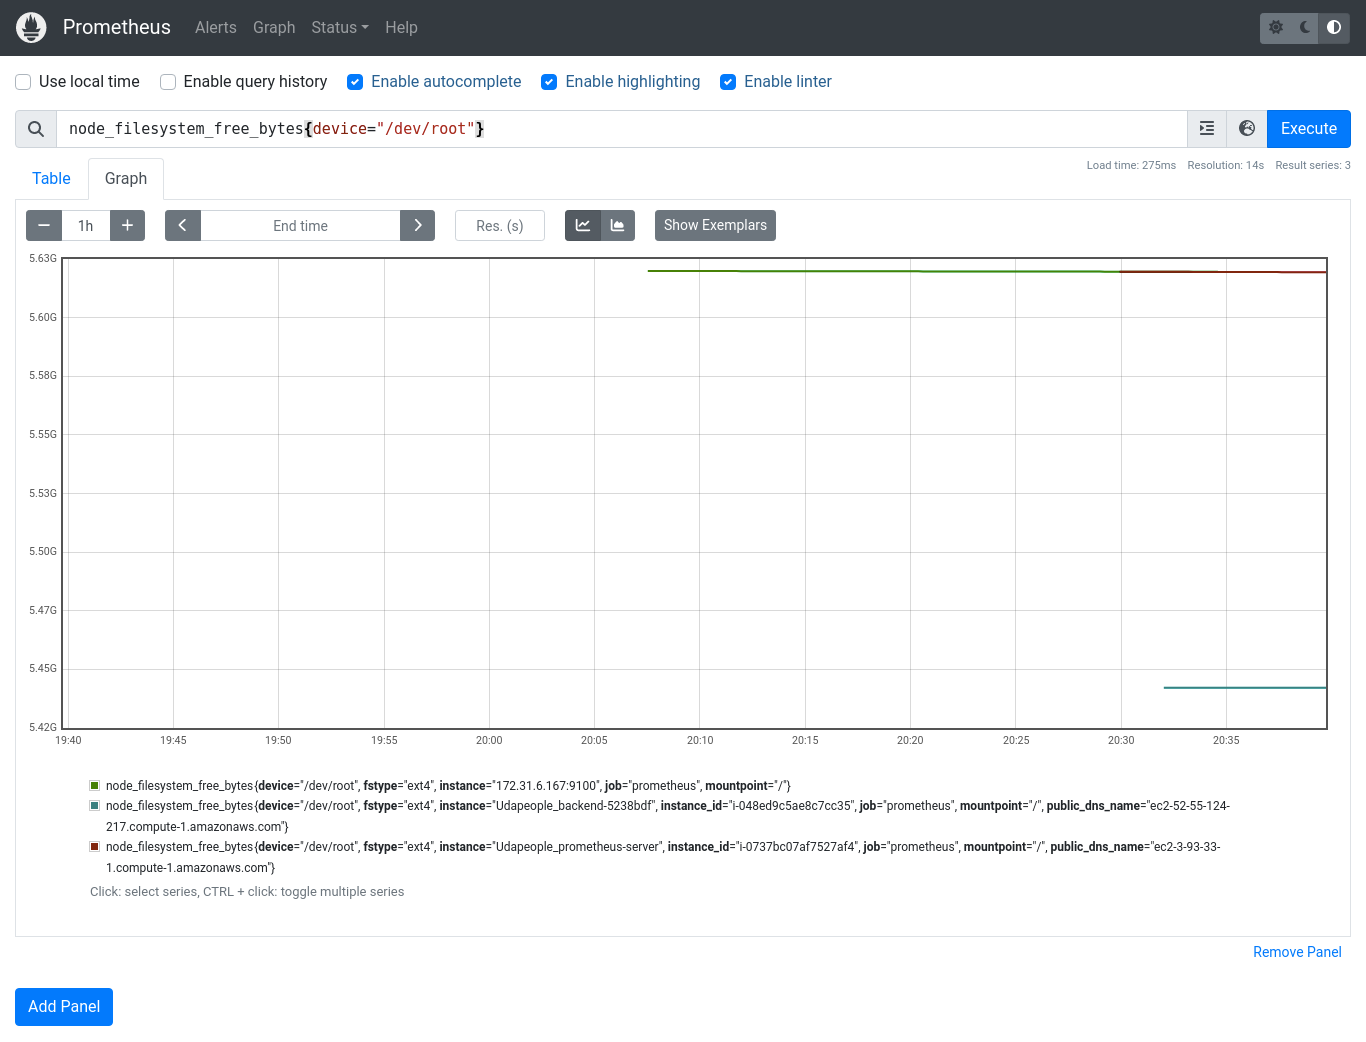 Prometheus Alerts Graph Status Help
Use local time Enable query history Enable autocomplete Enable highlighting Enable linter
node_filesystem_free_bytes{device="/dev/root"} Execute
Table Graph Load time: 275ms Resolution: 14s Result series: 3
1h End time Res. (s) Show Exemplars
5.63G
5.60G
5.58G
5.55G
5.53G
5.50G
5.47G
5.45G
5.42G
19:40 19:45 19:50 19:55 20:00 20:05 20:10 20:15 20:20 20:25 20:30 20:35
node_filesystem_free_bytes{device="/dev/root", fstype="ext4", instance="172.31.6.167:9100", job="prometheus", mountpoint="/"}
node_filesystem_free_bytes{device="/dev/root", fstype="ext4", instance="Udapeople_backend-5238bdf", instance_id="i-048ed9c5ae8c7cc35", job="prometheus", mountpoint="/", public_dns_name="ec2-52-55-124-
217.compute-1.amazonaws.com"}
node_filesystem_free_bytes{device="/dev/root", fstype="ext4", instance="Udapeople_prometheus-server", instance_id="i-0737bc07af7527af4", job="prometheus", mountpoint="/", public_dns_name="ec2-3-93-33-
1.compute-1.amazonaws.com"}
Click: select series, CTRL + click: toggle multiple series
Remove Panel
Add Panel